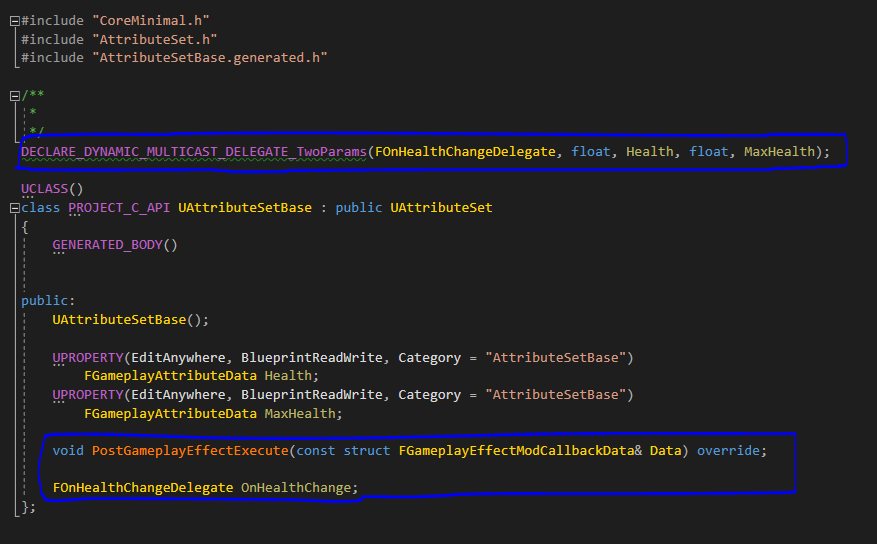 #include "CoreMinimal.h"
#include "AttributeSet.h"
#include "AttributeSetBase.generated.h"
/**
*
*/
DECLARE_DYNAMIC_MULTICAST_DELEGATE_TwoParams(FOnHealthChangeDelegate, float, Health, float, MaxHealth);
UCLASS()
class PROJECT_C_API UAttributeSetBase : public UAttributeSet
{
GENERATED_BODY()
public:
UAttributeSetBase();
UPROPERTY(EditAnywhere, BlueprintReadWrite, Category = "AttributeSetBase")
FGameplayAttributeData Health;
UPROPERTY(EditAnywhere, BlueprintReadWrite, Category = "AttributeSetBase")
FGameplayAttributeData MaxHealth;
void PostGameplayEffectExecute(const struct FGameplayEffectModCallbackData& Data) override;
FOnHealthChangeDelegate OnHealthChange;
};